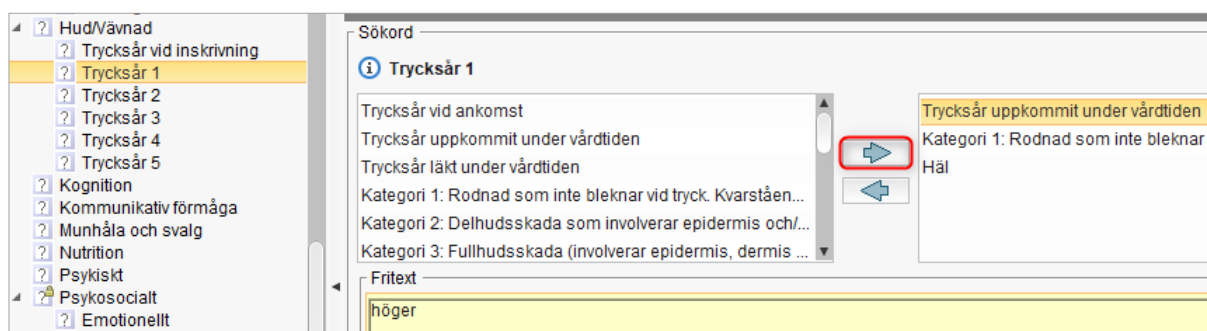 Hud/Vävnad
Trycksår vid inskrivning
Trycksår 1
Trycksår 2
Trycksår 3
Trycksår 4
Trycksår 5
Kognition
Kommunikativ förmåga
Munhåla och svalg
Nutrition
Psykiskt
Psykosocialt
Emotionellt
Sökord
Trycksår 1
Trycksår vid ankomst
Trycksår uppkommit under vårdtiden
Trycksår läkt under vårdtiden
Kategori 1: Rodnad som inte bleknar vid tryck. Kvarståen...
Kategori 2: Delhudsskada som involverar epidermis och/...
Kategori 3: Fullhudsskada (involverar epidermis, dermis ...
Trycksår uppkommit under vårdtiden
Kategori 1: Rodnad som inte bleknar
Häl
Fritext
höger